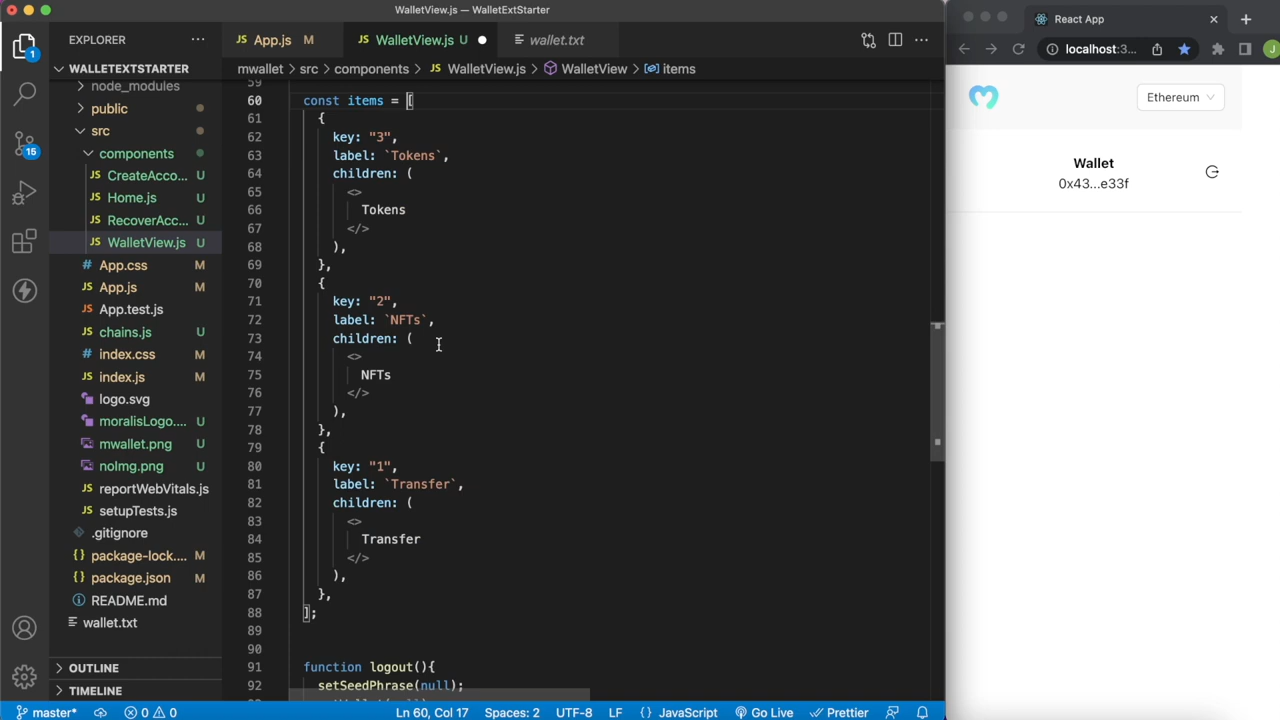 WalletView.js — WalletExtStarter
React App
EXPLORER
App.js M
WalletView.js U
wallet.txt
localhost:3...
J
1
WALLETEXTSTARTER
mwallet > src > components > WalletView.js > WalletView > items
node_modules
public
src
components
CreateAcco... U
Home.js U
RecoverAcc... U
WalletView.js U
App.css M
App.js M
App.test.js
chains.js U
index.css M
index.js M
logo.svg
moralisLogo.... U
mwallet.png U
noImg.png U
reportWebVitals.js
setupTests.js
.gitignore
package-lock.... M
package.json M
README.md
wallet.txt
OUTLINE
TIMELINE
15
59
60 const items = [
61 {
62 key: "3",
63 label: `Tokens`,
64 children: (
65 <>
66 Tokens
67 </>
68 ),
69 },
70 {
71 key: "2",
72 label: `NFTs`,
73 children: (
74 <>
75 NFTs
76 </>
77 ),
78 },
79 {
80 key: "1",
81 label: `Transfer`,
82 children: (
83 <>
84 Transfer
85 </>
86 ),
87 },
88 ];
89
90
91 function logout(){
92 setSeedPhrase(null);
Ethereum
Wallet
0x43...e33f
master* 0 0 Ln 60, Col 17 Spaces: 2 UTF-8 LF {} JavaScript Go Live Prettier